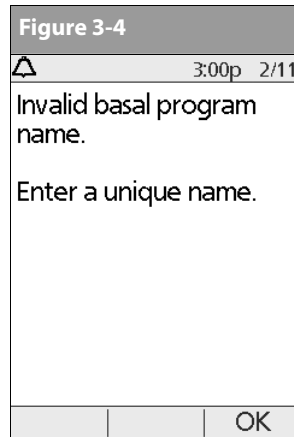 Figure 3-4
3:00p 2/11
Invalid basal program
name.
Enter a unique name.
OK